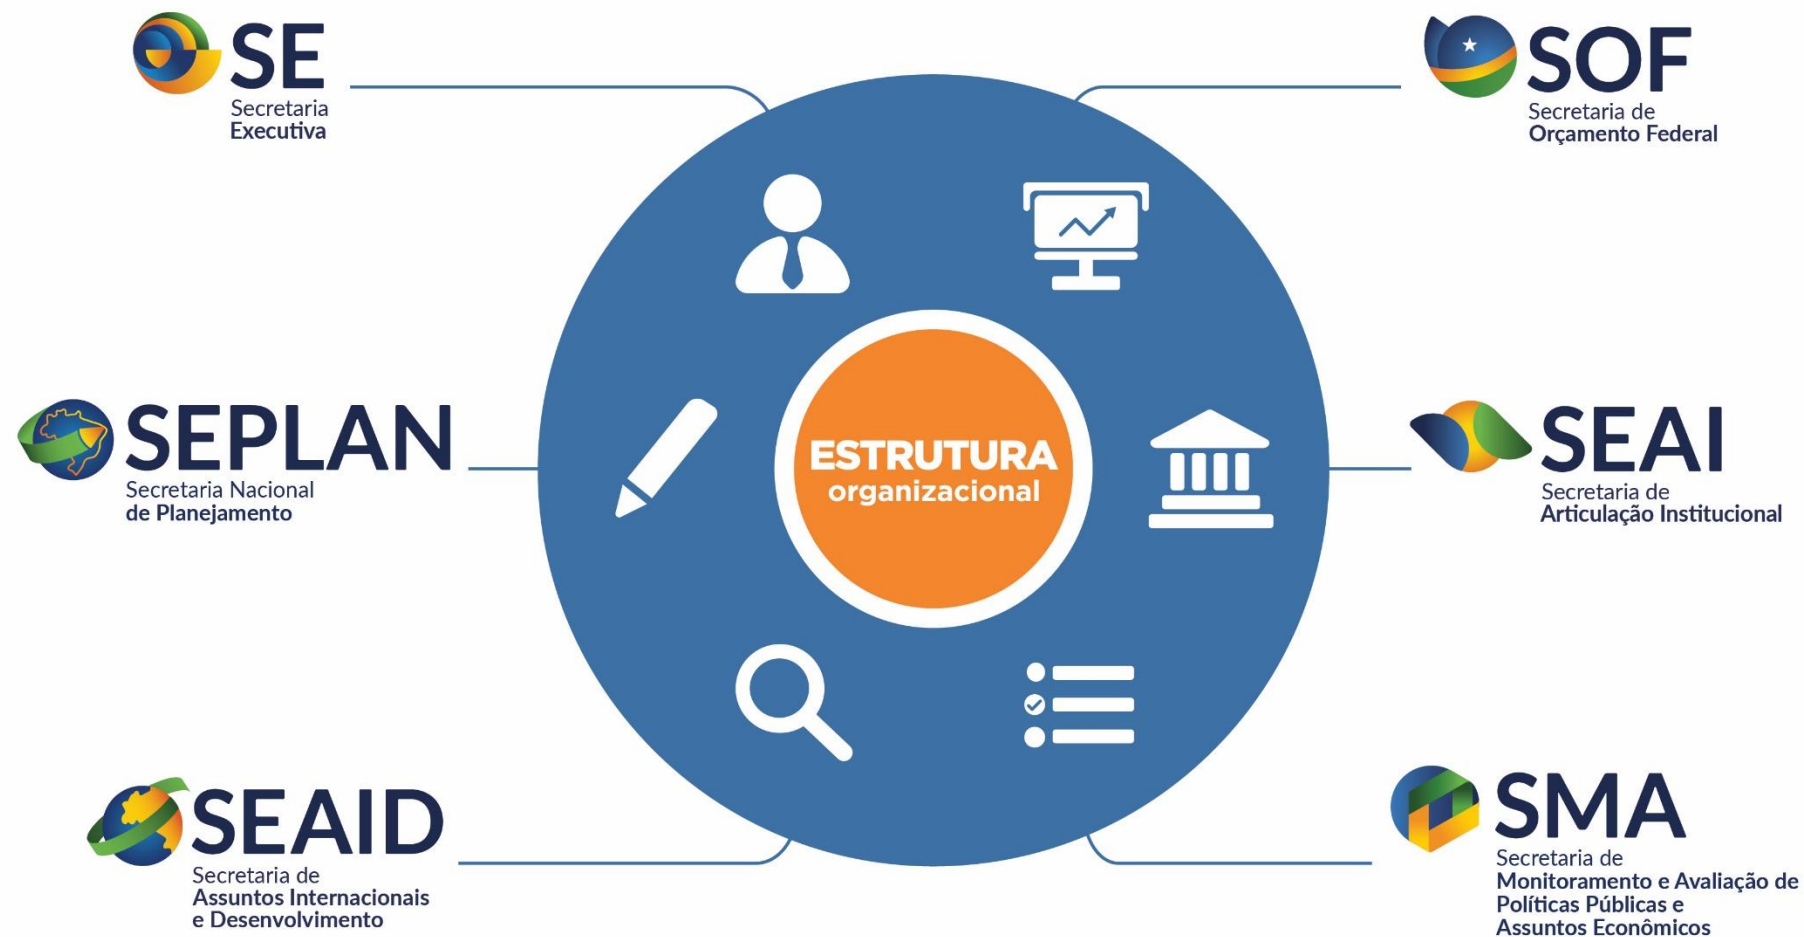 SE
Secretaria
Executiva
SOF
Secretaria de
Orçamento Federal
SEPLAN
Secretaria Nacional
de Planejamento
ESTRUTURA
organizacional
SEAI
Secretaria de
Articulação Institucional
SEAID
Secretaria de
Assuntos Internacionais
e Desenvolvimento
SMA
Secretaria de
Monitoramento e Avaliação de
Políticas Públicas e
Assuntos Econômicos